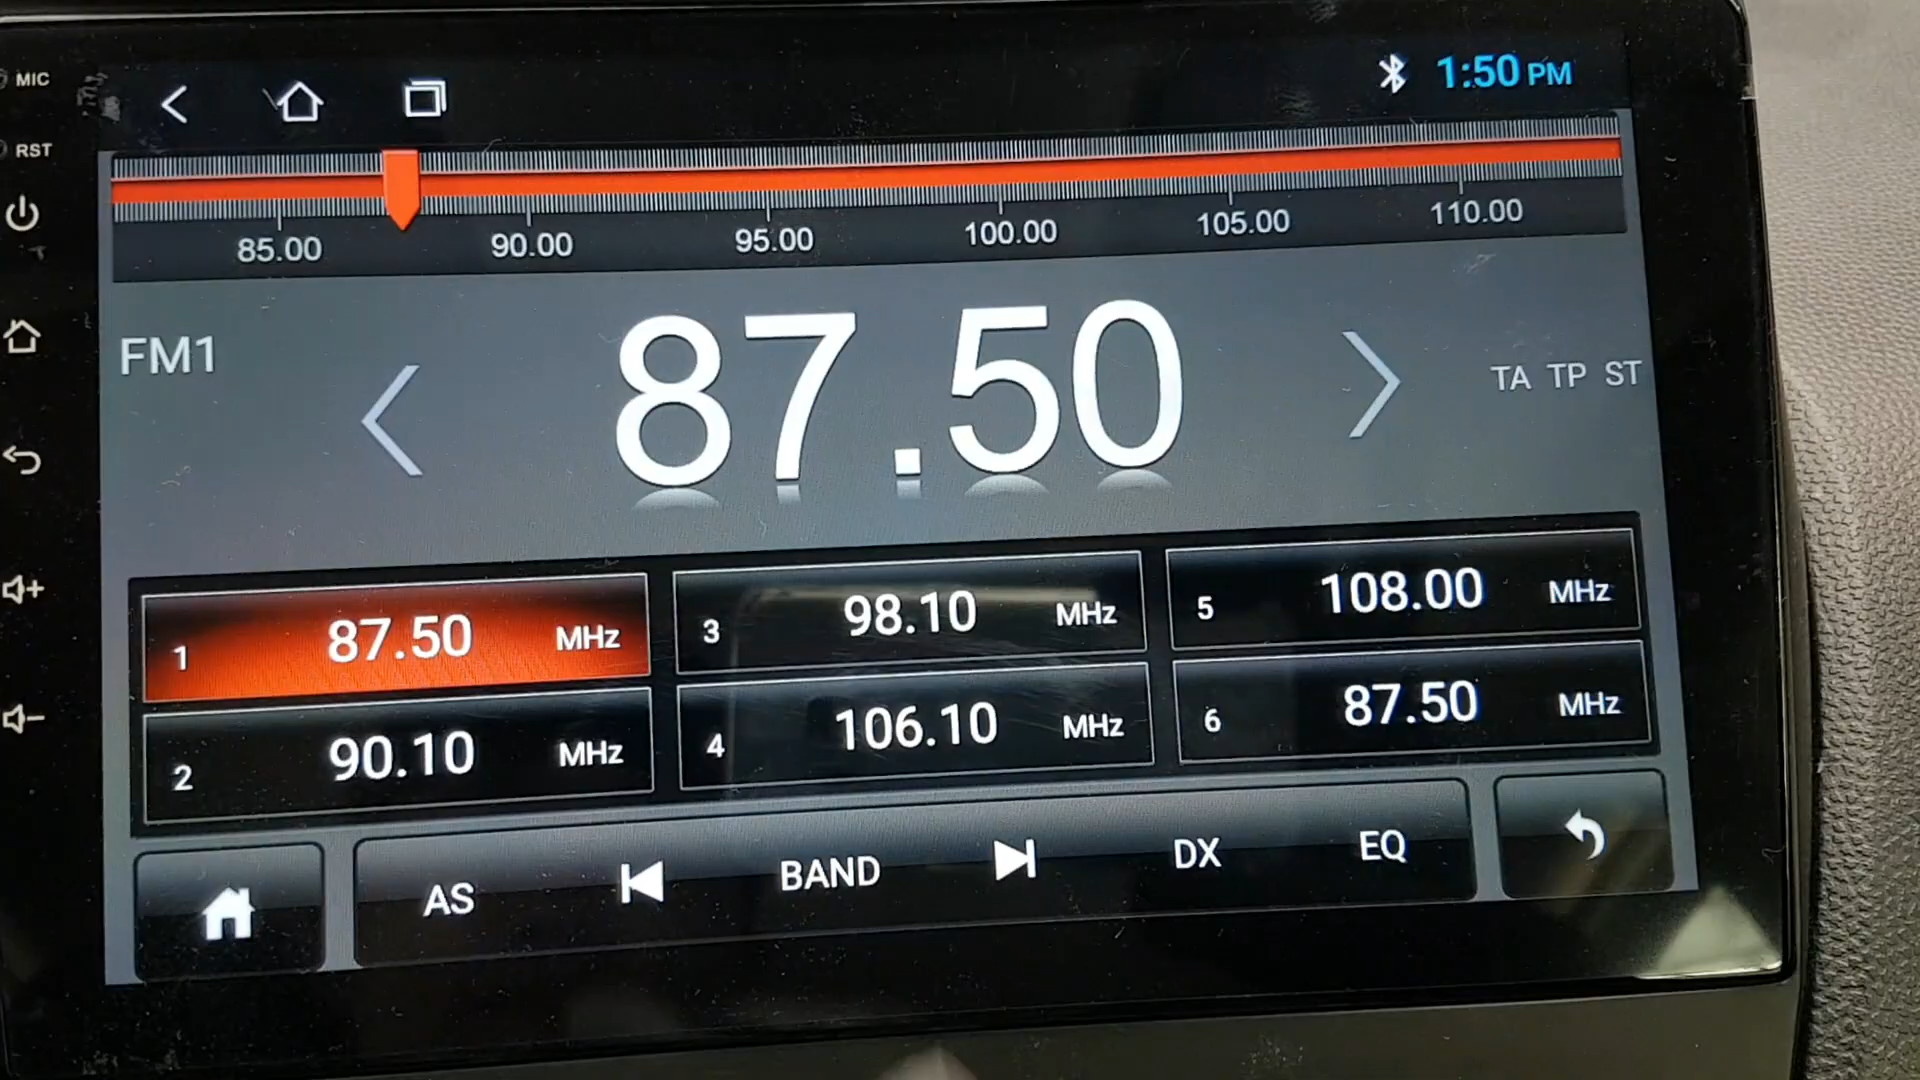 MIC
1:50 PM
RST
85.00 90.00 95.00 100.00 105.00 110.00
FM1
87.50
TA TP ST
1 87.50 MHz
3 98.10 MHz
5 108.00 MHz
2 90.10 MHz
4 106.10 MHz
6 87.50 MHz
AS BAND DX EQ